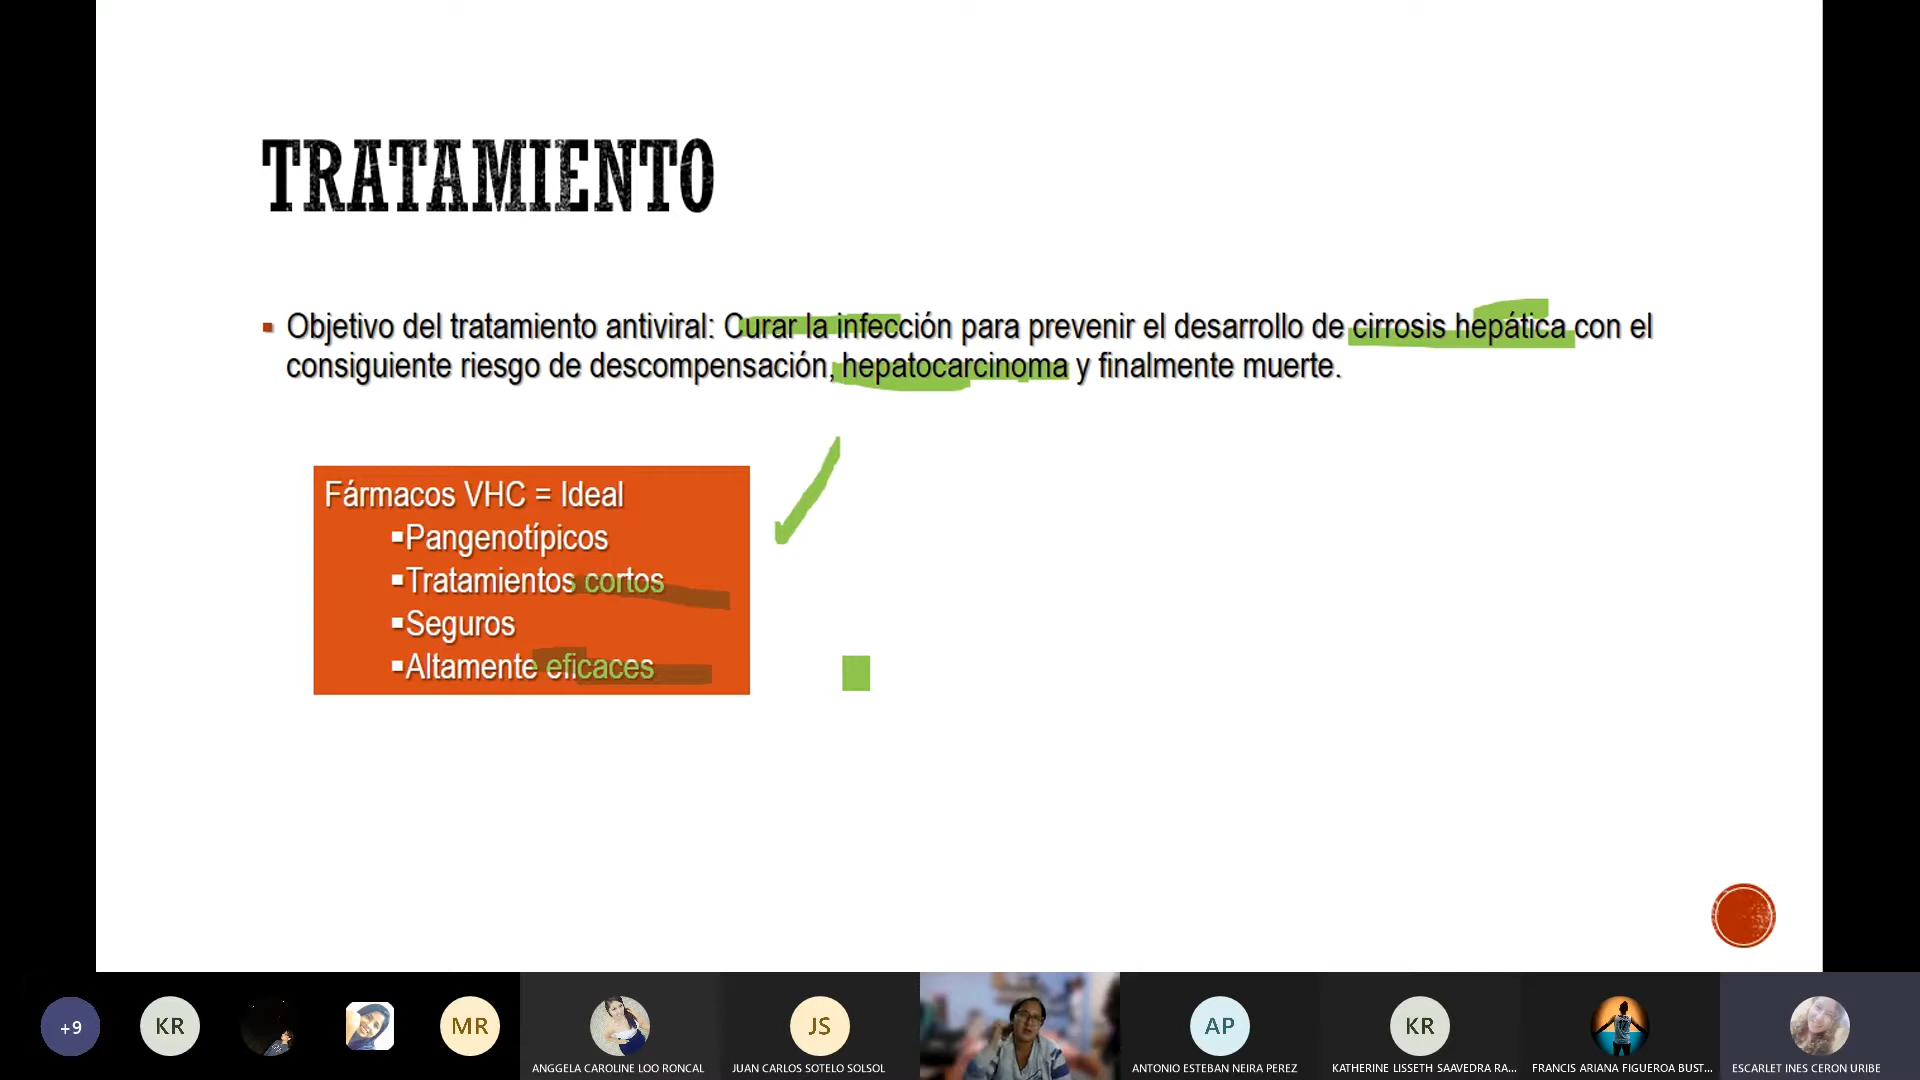 TRATAMIENTO
▪ Objetivo del tratamiento antiviral: Curar la infección para prevenir el desarrollo de cirrosis hepática con el
consiguiente riesgo de descompensación, hepatocarcinoma y finalmente muerte.
Fármacos VHC = Ideal
▪Pangenotípicos
▪Tratamientos cortos
▪Seguros
▪Altamente eficaces
+9
KR
MR
JS
AP
KR
ANGGELA CAROLINE LOO RONCAL
JUAN CARLOS SOTELO SOLSOL
ANTONIO ESTEBAN NEIRA PEREZ
KATHERINE LISSETH SAAVEDRA RA...
FRANCIS ARIANA FIGUEROA BUST...
ESCARLET INES CERON URIBE